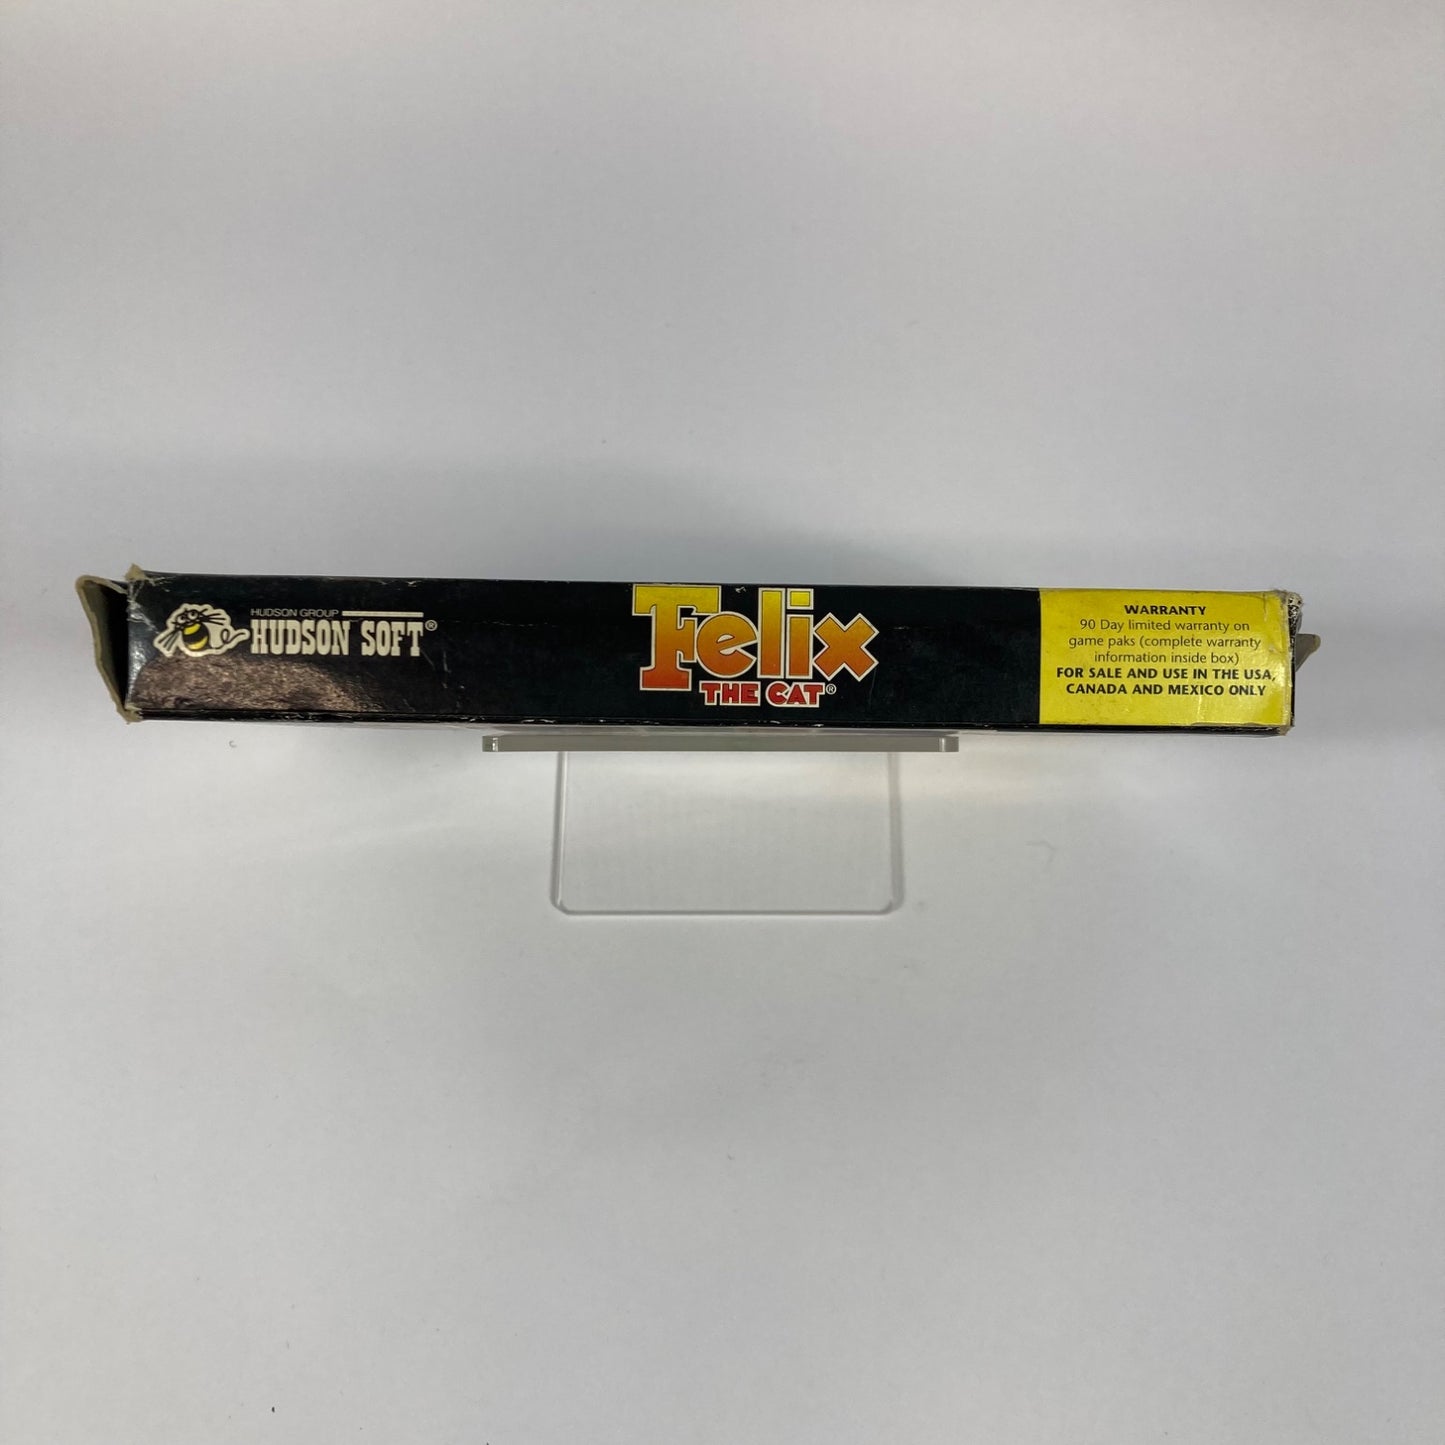 HUDSON GROUP
HUDSON SOFT®
Felix
THE CAT®
WARRANTY
90 Day limited warranty on
game paks (complete warranty
information inside box)
FOR SALE AND USE IN THE USA,
CANADA AND MEXICO ONLY